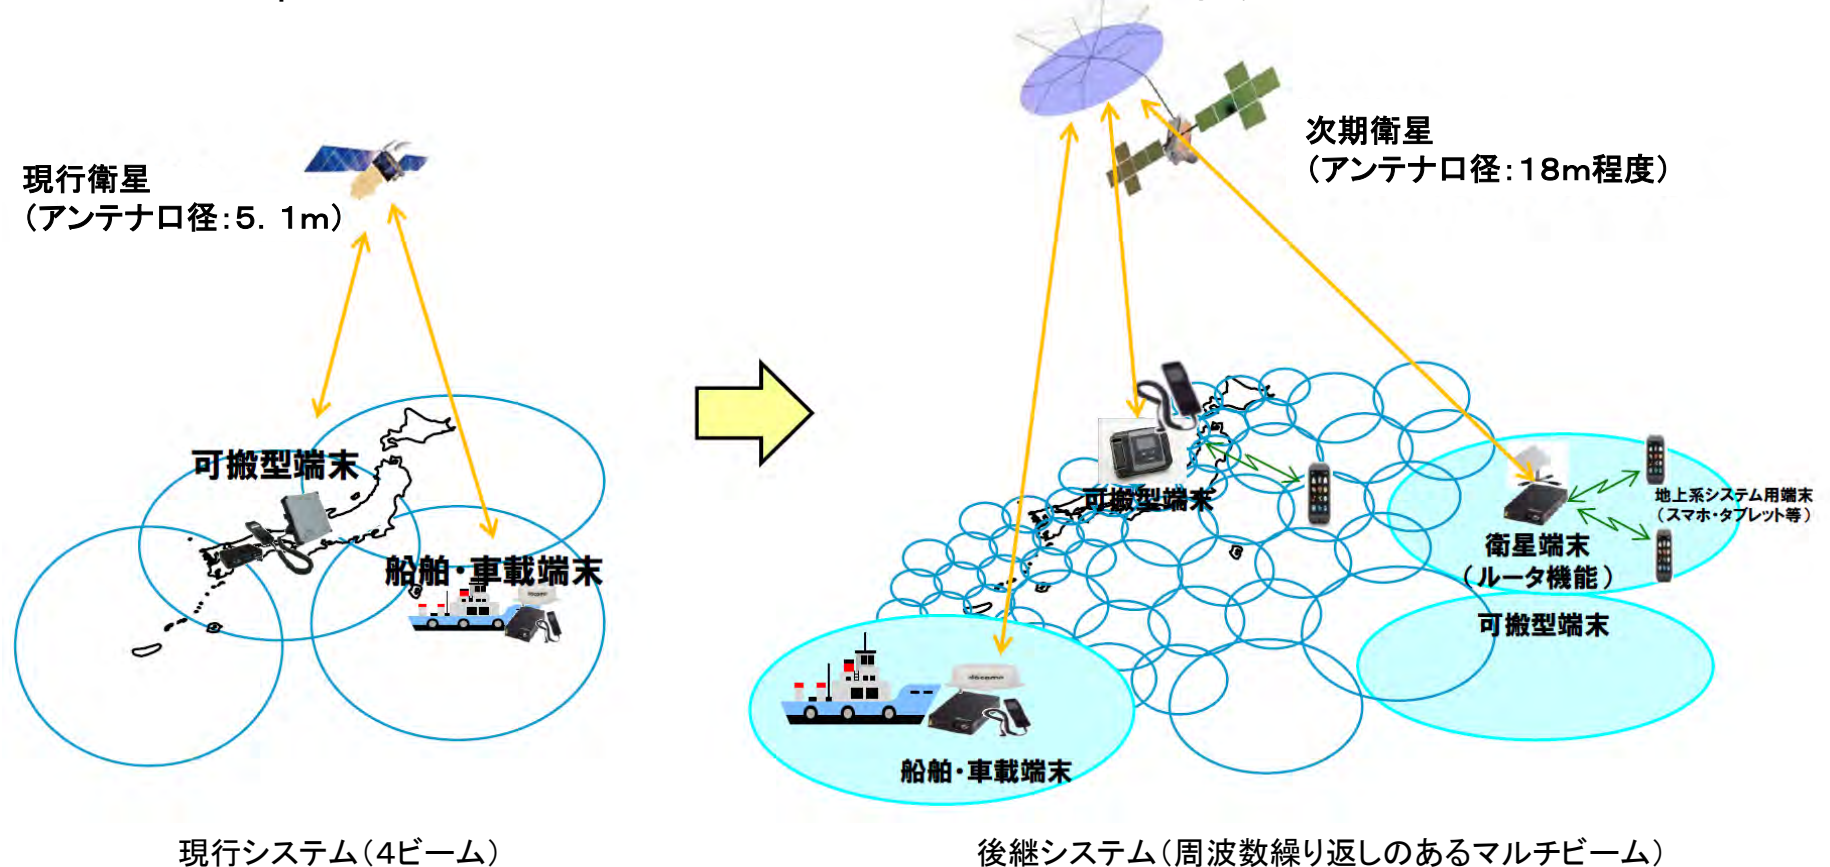 現行衛星
（アンテナ口径：５．１ｍ）
次期衛星
（アンテナ口径：１８ｍ程度）
可搬型端末
船舶・車載端末
可搬型端末
地上系システム用端末
（スマホ・タブレット等）
衛星端末
（ルータ機能）
可搬型端末
docomo
船舶・車載端末
現行システム（４ビーム）
後継システム（周波数繰り返しのあるマルチビーム）